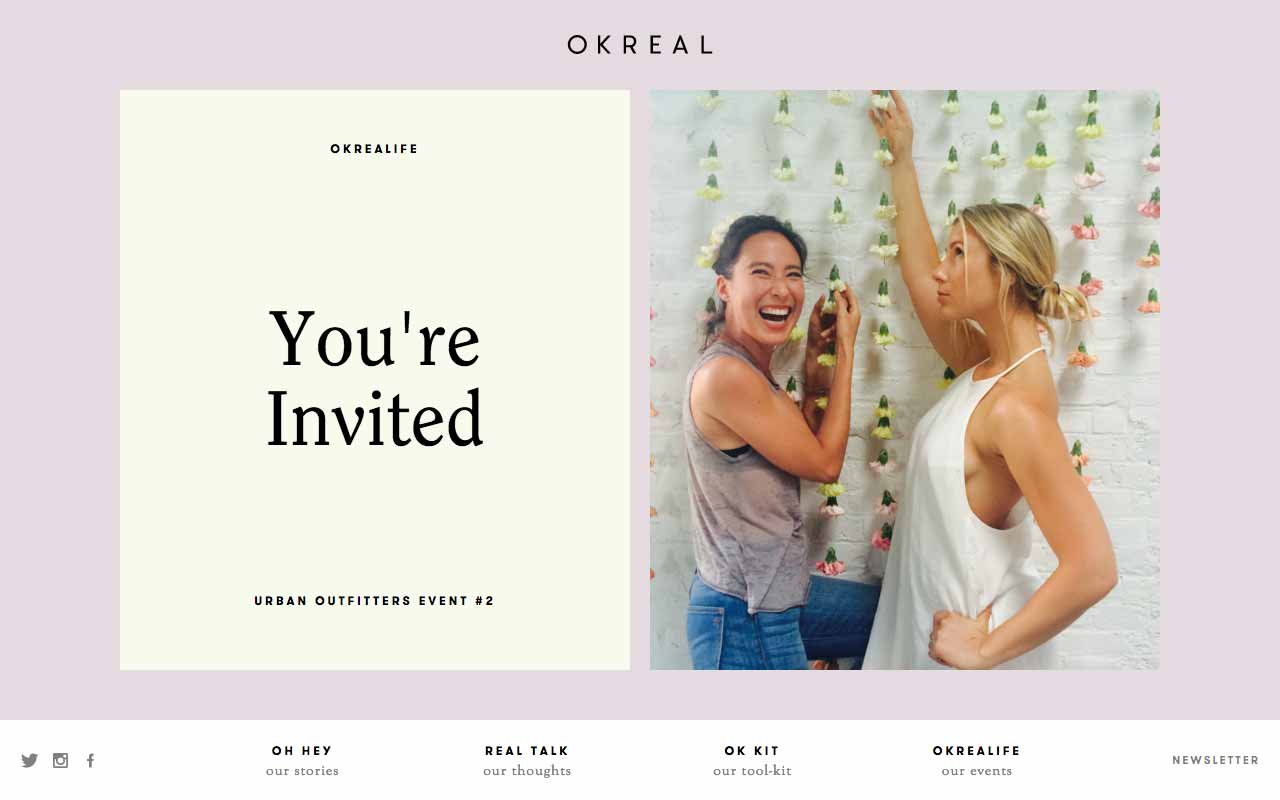 OKREAL
OKREALIFE
You're
Invited
URBAN OUTFITTERS EVENT #2
OH HEY
our stories
REAL TALK
our thoughts
OK KIT
our tool-kit
OKREALIFE
our events
NEWSLETTER